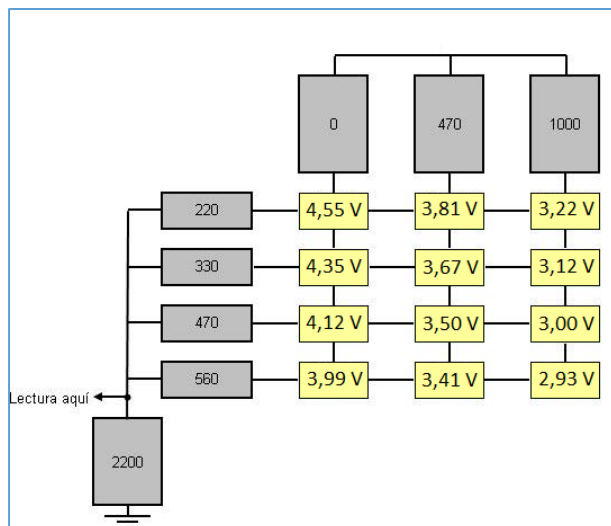 0 470 1000
220 4,55 V 3,81 V 3,22 V
330 4,35 V 3,67 V 3,12 V
470 4,12 V 3,50 V 3,00 V
560 3,99 V 3,41 V 2,93 V
Lectura aquí
2200